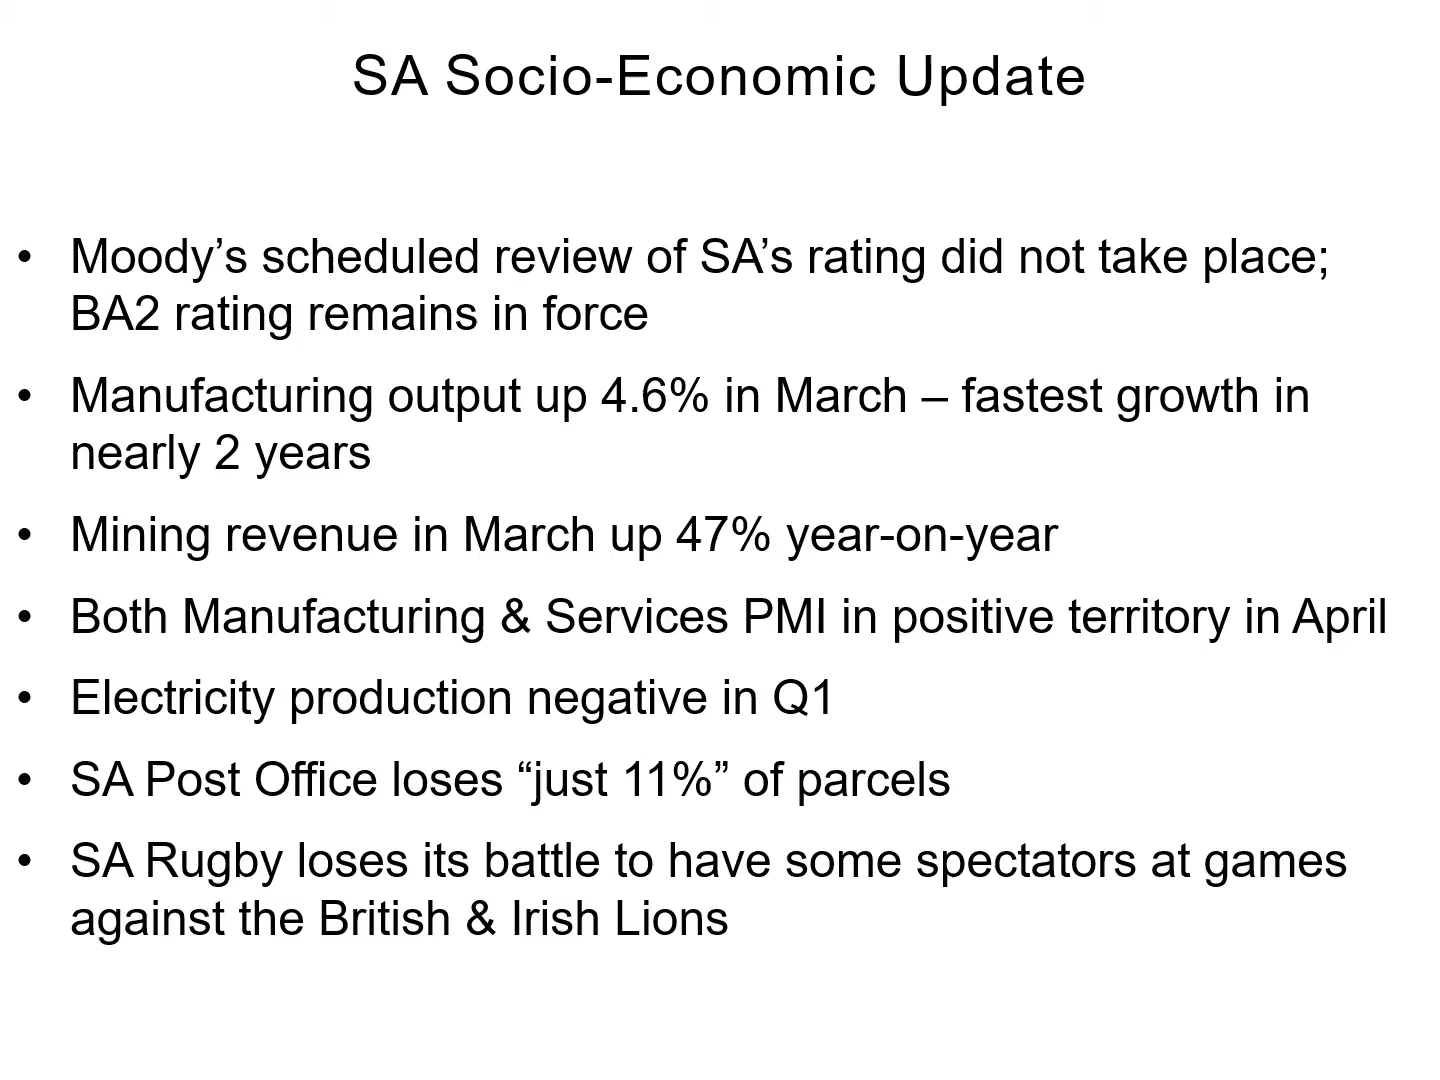 SA Socio-Economic Update
• Moody’s scheduled review of SA’s rating did not take place;
BA2 rating remains in force
• Manufacturing output up 4.6% in March – fastest growth in
nearly 2 years
• Mining revenue in March up 47% year-on-year
• Both Manufacturing & Services PMI in positive territory in April
• Electricity production negative in Q1
• SA Post Office loses “just 11%” of parcels
• SA Rugby loses its battle to have some spectators at games
against the British & Irish Lions